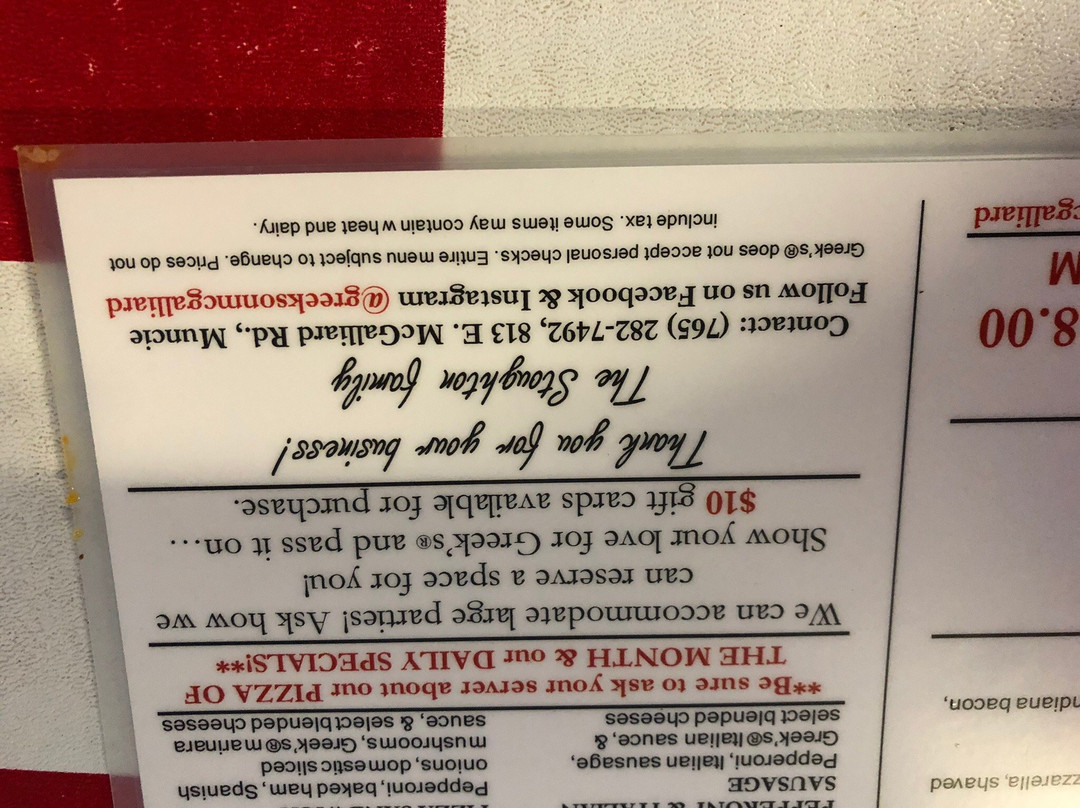 PEPPERONI & ITALIAN
SAUSAGE
Pepperoni, Italian sausage,
Greek's® Italian sauce, &
select blended cheeses
Pepperoni, baked ham, Spanish
onions, domestic sliced
mushrooms, Greek's® marinara
sauce, & select blended cheeses
**Be sure to ask your server about our PIZZA OF
THE MONTH & our DAILY SPECIALS!**
We can accommodate large parties! Ask how we
can reserve a space for you!
Show your love for Greek's® and pass it on…
$10 gift cards available for purchase.
Thank you for your business!
The Stoughton family
Contact: (765) 282-7492, 813 E. McGalliard Rd., Muncie
Follow us on Facebook & Instagram @greeksonmcgalliard
Greek's® does not accept personal checks. Entire menu subject to change. Prices do not
include tax. Some items may contain wheat and dairy.
shaved
bacon,
8.00